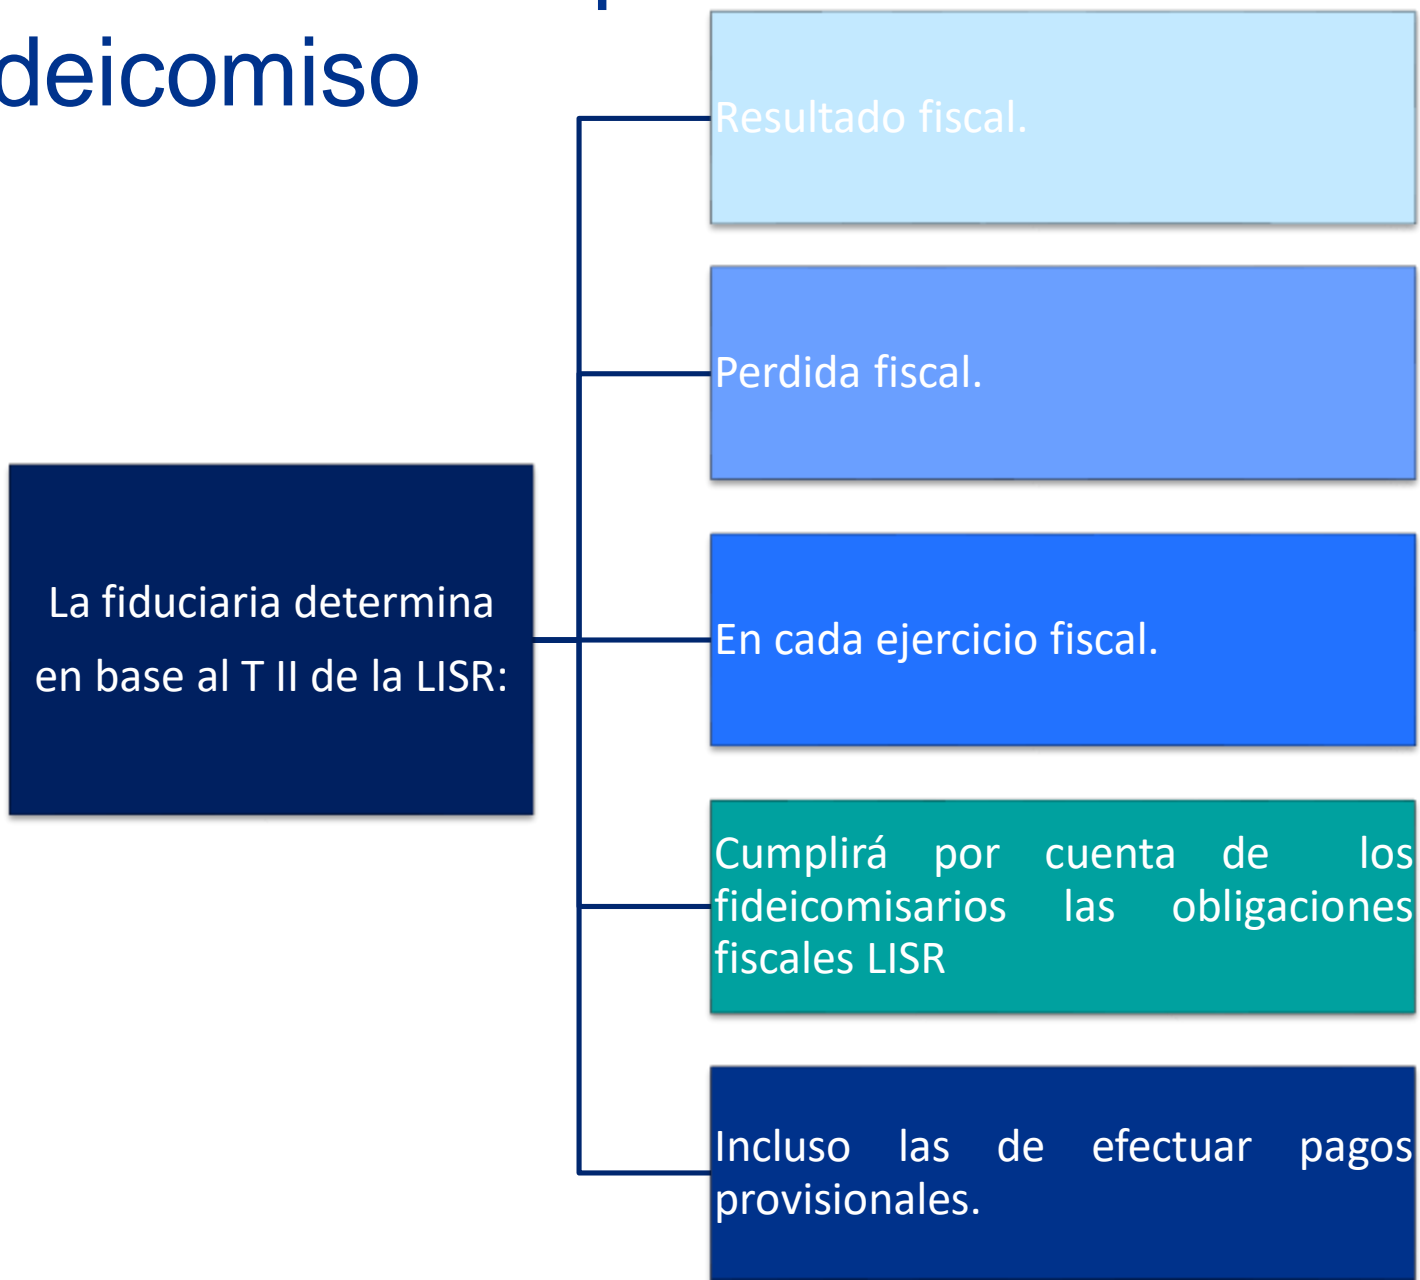 deicomiso
La fiduciaria determina
en base al T II de la LISR:
Resultado fiscal.
Perdida fiscal.
En cada ejercicio fiscal.
Cumplirá por cuenta de los
fideicomisarios las obligaciones
fiscales LISR
Incluso las de efectuar pagos
provisionales.